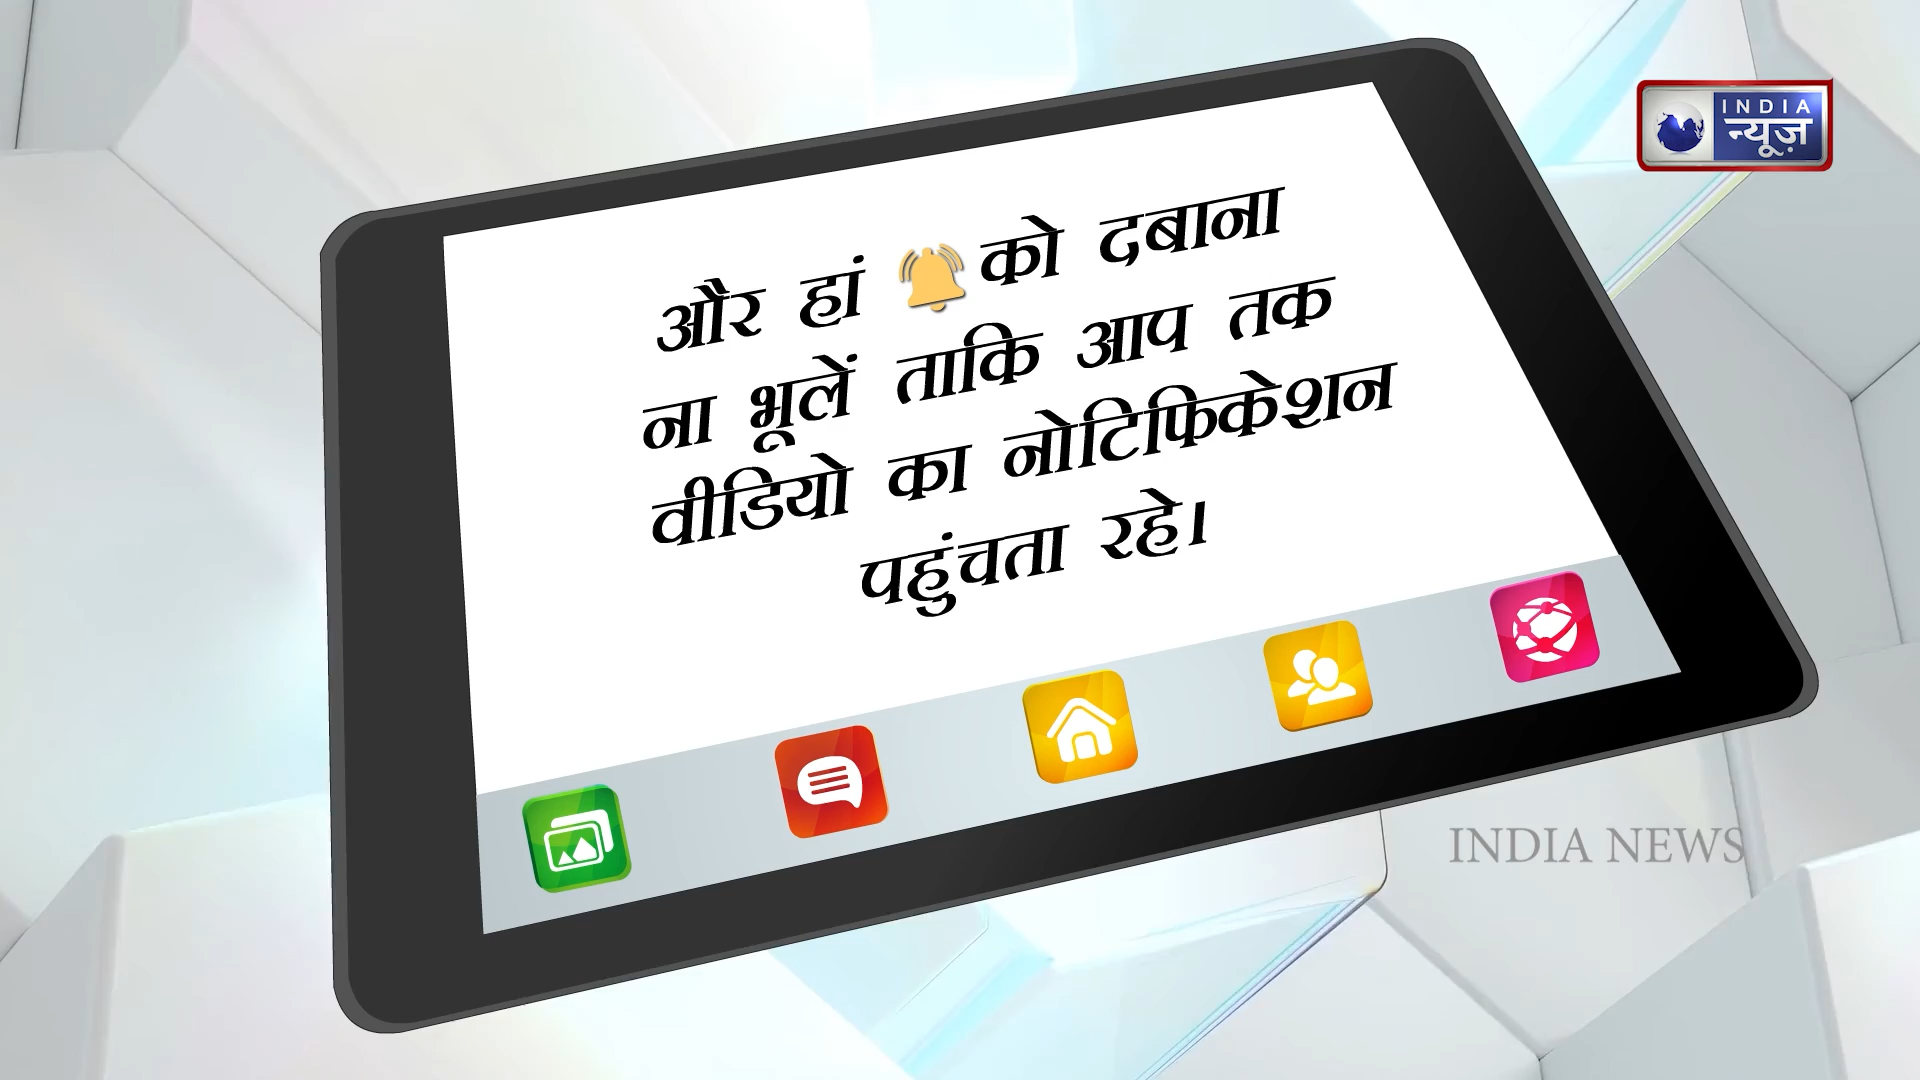 INDIA
न्यूज़
और हां 🔔 को दबाना
ना भूलें ताकि आप तक
वीडियो का नोटिफिकेशन
पहुंचता रहे।
INDIA NEWS